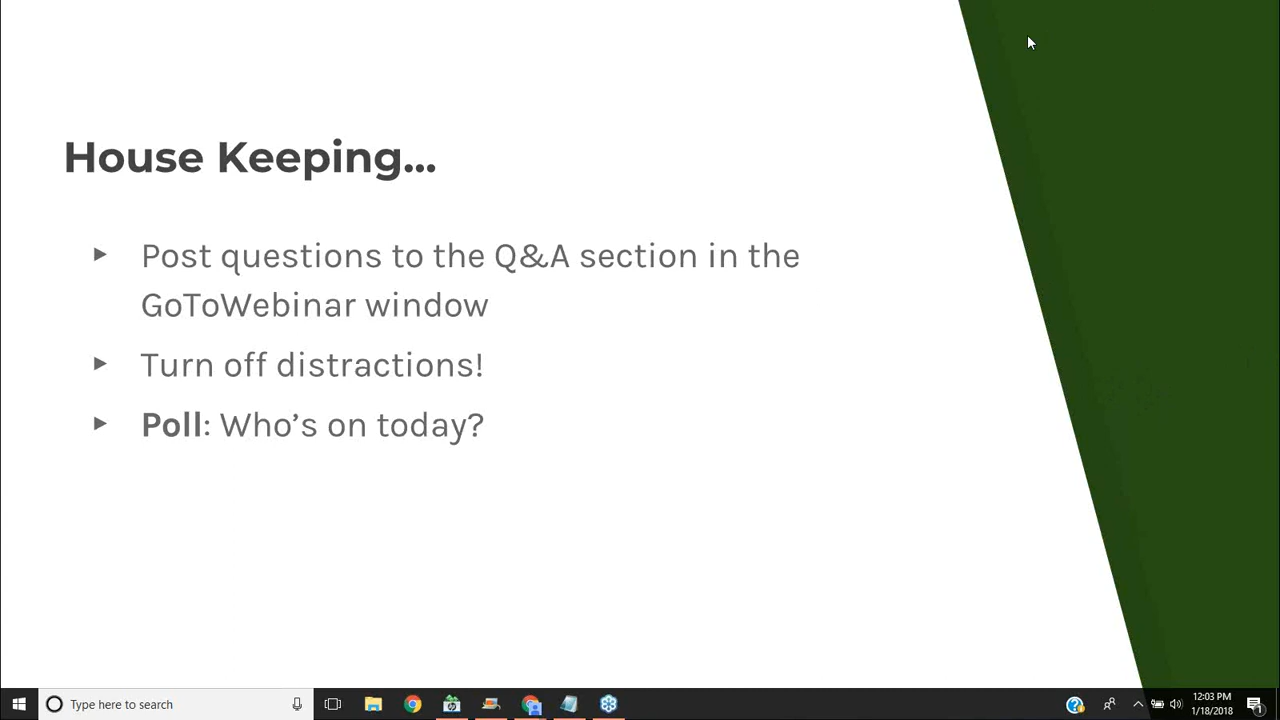 House Keeping...
▸ Post questions to the Q&A section in the
GoToWebinar window
▸ Turn off distractions!
▸ Poll: Who’s on today?
Type here to search
12:03 PM
1/18/2018